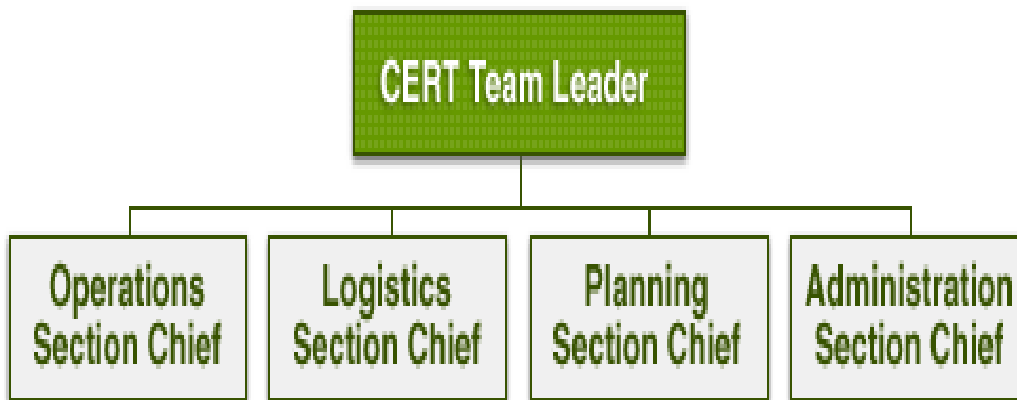 CERT Team Leader
Operations
Section Chief
Logistics
Section Chief
Planning
Section Chief
Administration
Section Chief